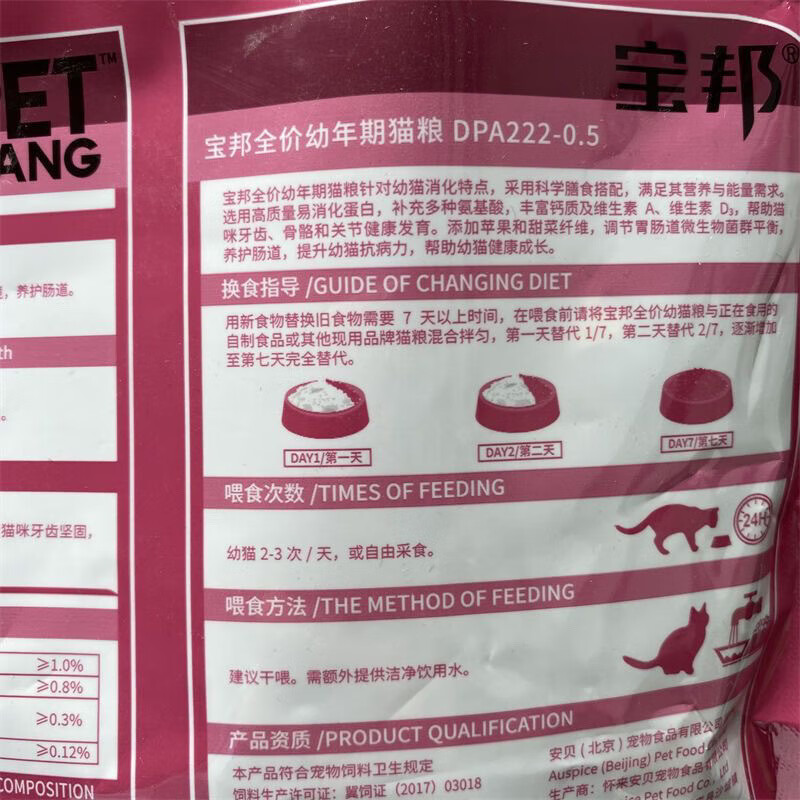 PET™
ANG
养护肠道。
th
猫咪牙齿坚固，
≥1.0%
≥0.8%
≥0.3%
≥0.12%
COMPOSITION
宝邦®
宝邦全价幼年期猫粮 DPA222-0.5
宝邦全价幼年期猫粮针对幼猫消化特点，采用科学膳食搭配，满足其营养与能量需求。
选用高质量易消化蛋白，补充多种氨基酸，丰富钙质及维生素 A、维生素 D₃，帮助猫
咪牙齿、骨骼和关节健康发育。添加苹果和甜菜纤维，调节胃肠道微生物菌群平衡，
养护肠道，提升幼猫抗病力，帮助幼猫健康成长。
换食指导 /GUIDE OF CHANGING DIET
用新食物替换旧食物需要 7 天以上时间，在喂食前请将宝邦全价幼猫粮与正在食用的
自制食品或其他现用品牌猫粮混合拌匀，第一天替代 1/7，第二天替代 2/7，逐渐增加
至第七天完全替代。
DAY1/第一天
DAY2/第二天
DAY7/第七天
喂食次数 /TIMES OF FEEDING
24H
幼猫 2-3 次 / 天，或自由采食。
喂食方法 /THE METHOD OF FEEDING
建议干喂。需额外提供洁净饮用水。
产品资质 /PRODUCT QUALIFICATION
本产品符合宠物饲料卫生规定
饲料生产许可证：冀饲证（2017）03018
安贝（北京）宠物食品有限公司
Auspice (Beijing) Pet Food
Ltd
生产商：怀来安贝宠物食品有限公司
Pet Food Co.